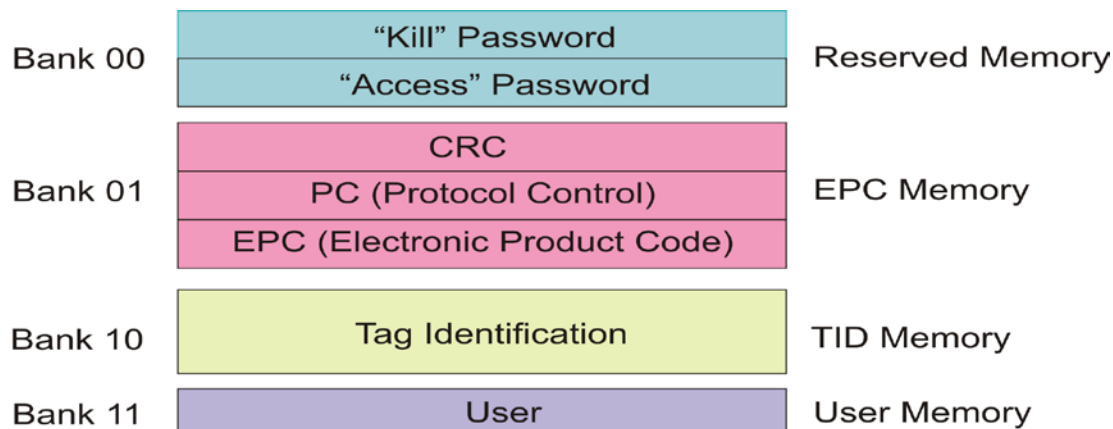 Bank 00
“Kill” Password
“Access” Password
Reserved Memory
Bank 01
CRC
PC (Protocol Control)
EPC (Electronic Product Code)
EPC Memory
Bank 10
Tag Identification
TID Memory
Bank 11
User
User Memory